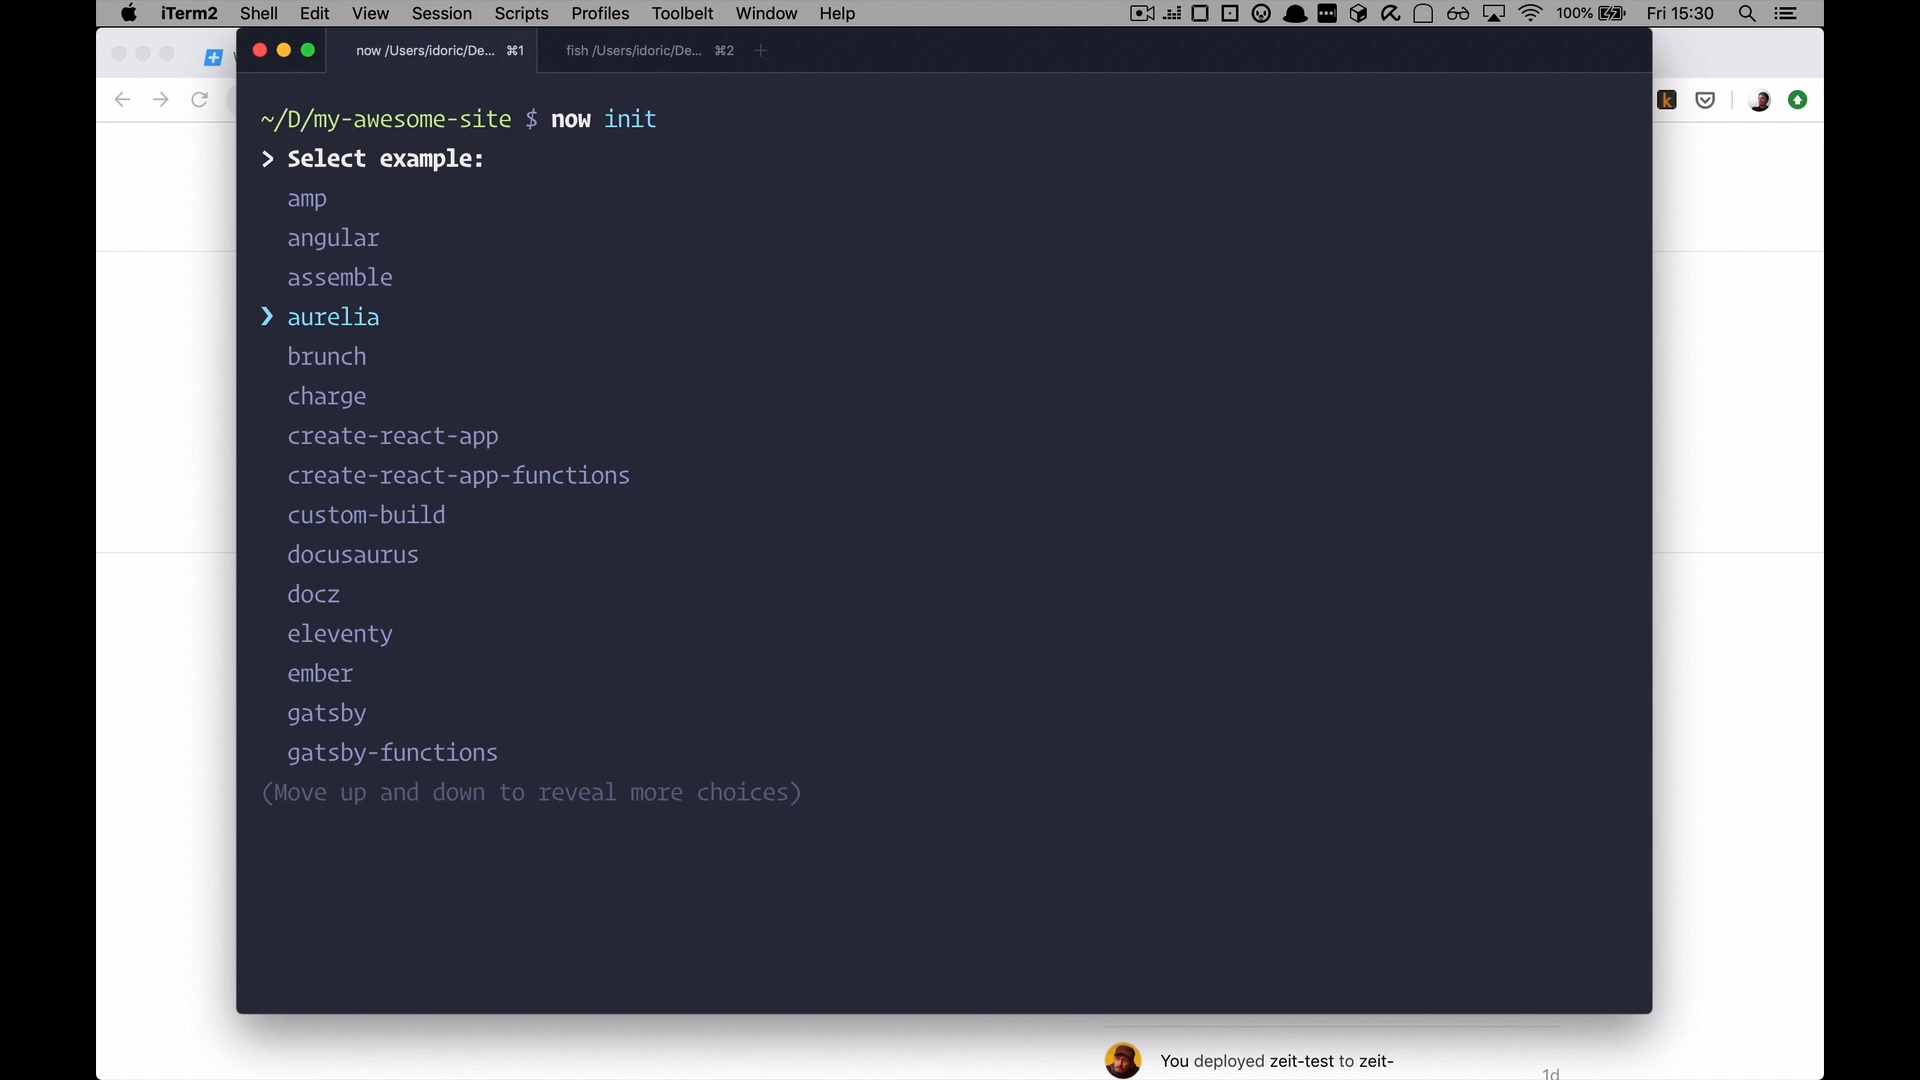 iTerm2 Shell Edit View Session Scripts Profiles Toolbelt Window Help 100% Fri 15:30
now /Users/idoric/De... ⌘1 fish /Users/idoric/De... ⌘2
~/D/my-awesome-site $ now init
> Select example:
amp
angular
assemble
❯ aurelia
brunch
charge
create-react-app
create-react-app-functions
custom-build
docusaurus
docz
eleventy
ember
gatsby
gatsby-functions
(Move up and down to reveal more choices)
You deployed zeit-test to zeit-
1d